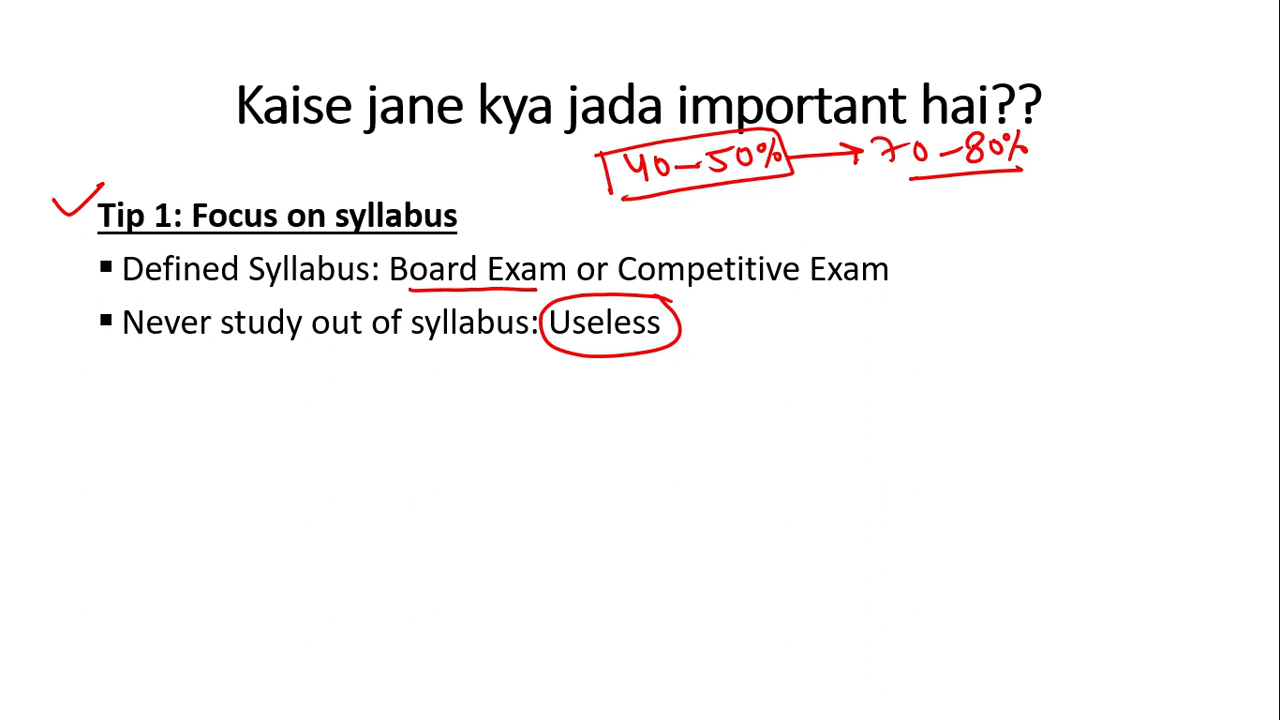 Kaise jane kya jada important hai??
40-50% → 70-80%
Tip 1: Focus on syllabus
▪ Defined Syllabus: Board Exam or Competitive Exam
▪ Never study out of syllabus: Useless